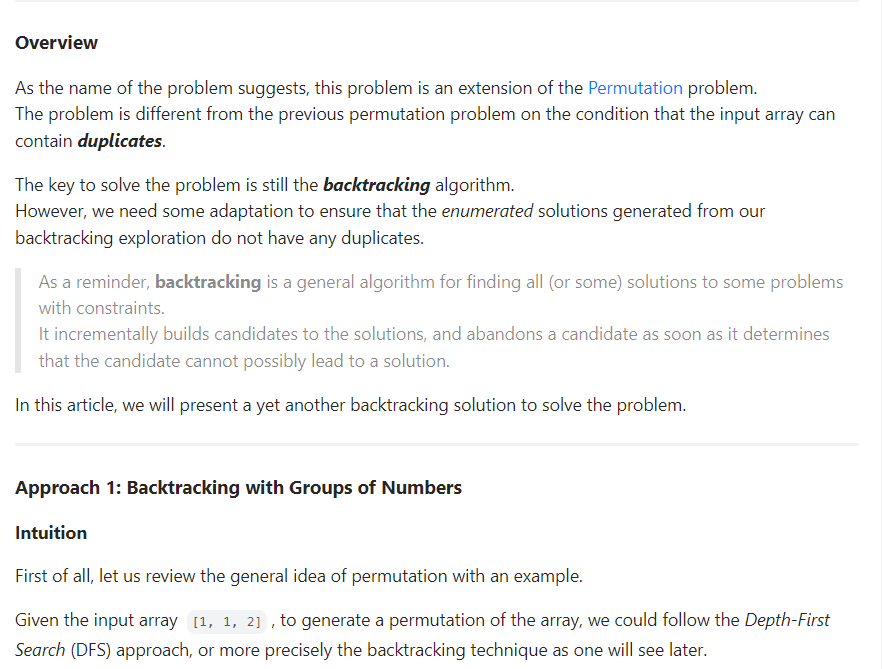 Overview
As the name of the problem suggests, this problem is an extension of the Permutation problem.
The problem is different from the previous permutation problem on the condition that the input array can
contain duplicates.
The key to solve the problem is still the backtracking algorithm.
However, we need some adaptation to ensure that the enumerated solutions generated from our
backtracking exploration do not have any duplicates.
As a reminder, backtracking is a general algorithm for finding all (or some) solutions to some problems
with constraints.
It incrementally builds candidates to the solutions, and abandons a candidate as soon as it determines
that the candidate cannot possibly lead to a solution.
In this article, we will present a yet another backtracking solution to solve the problem.
Approach 1: Backtracking with Groups of Numbers
Intuition
First of all, let us review the general idea of permutation with an example.
Given the input array [1, 1, 2] , to generate a permutation of the array, we could follow the Depth-First
Search (DFS) approach, or more precisely the backtracking technique as one will see later.